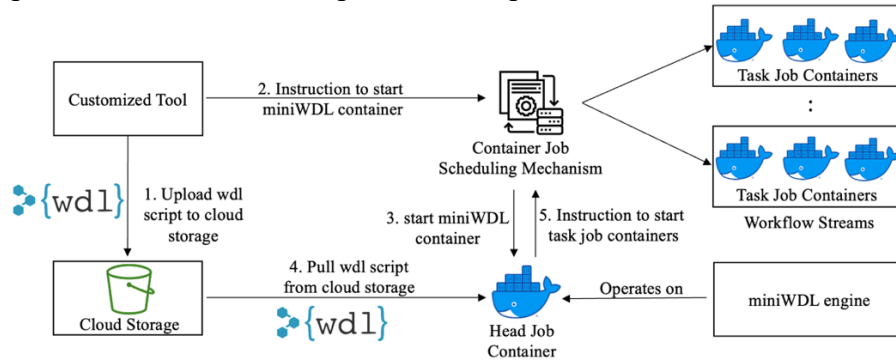 Customized Tool
2. Instruction to start
miniWDL container
Container Job
Scheduling Mechanism
Task Job Containers
:
Task Job Containers
Workflow Streams
{wdl}
1. Upload wdl
script to cloud
storage
3. start miniWDL
container
5. Instruction to start
task job containers
Cloud Storage
4. Pull wdl script
from cloud storage
{wdl}
Head Job
Container
Operates on
miniWDL engine